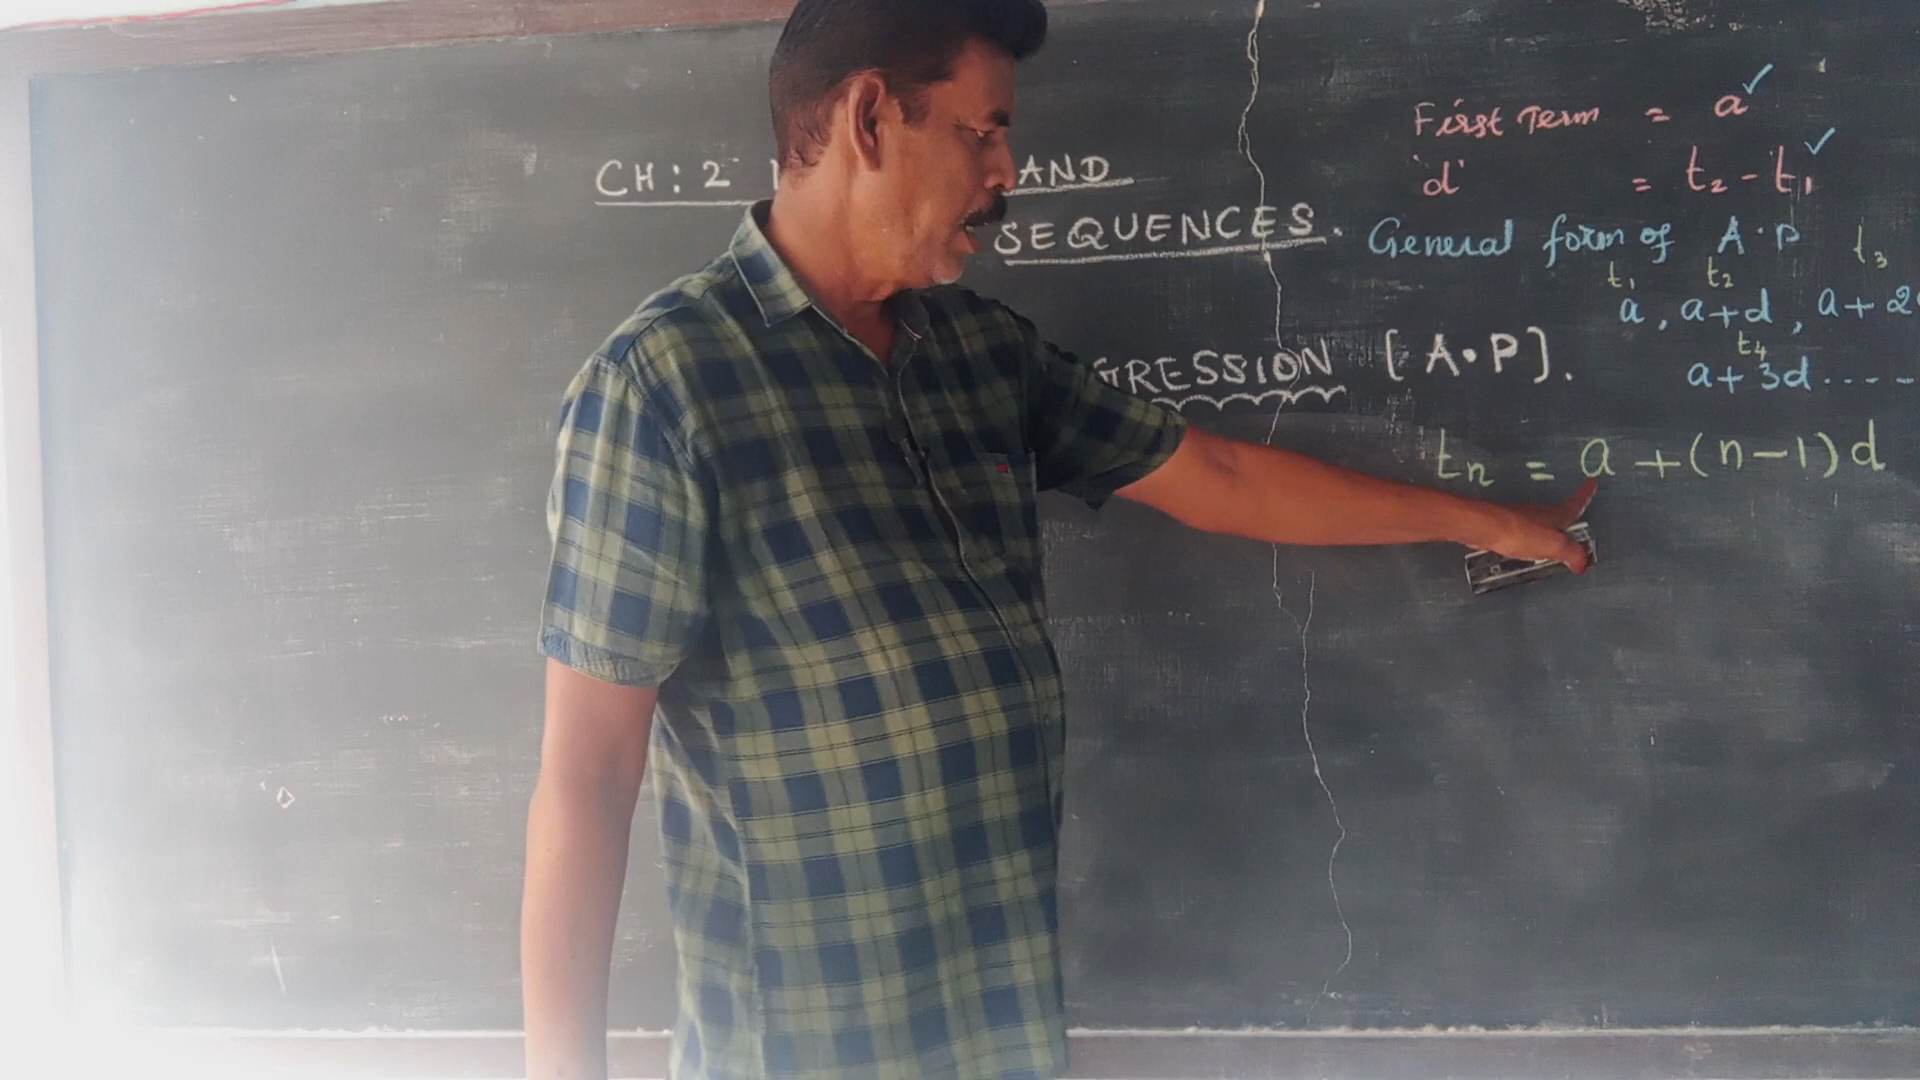 CH: 2 AND
SEQUENCES.
[A.P].
First Term = a✓
'd' = t₂ - t₁✓
General form of A.P
t₁ t₂ t₃
a, a+d, a+2
t₄
a+3d.....
tn = a + (n-1)d